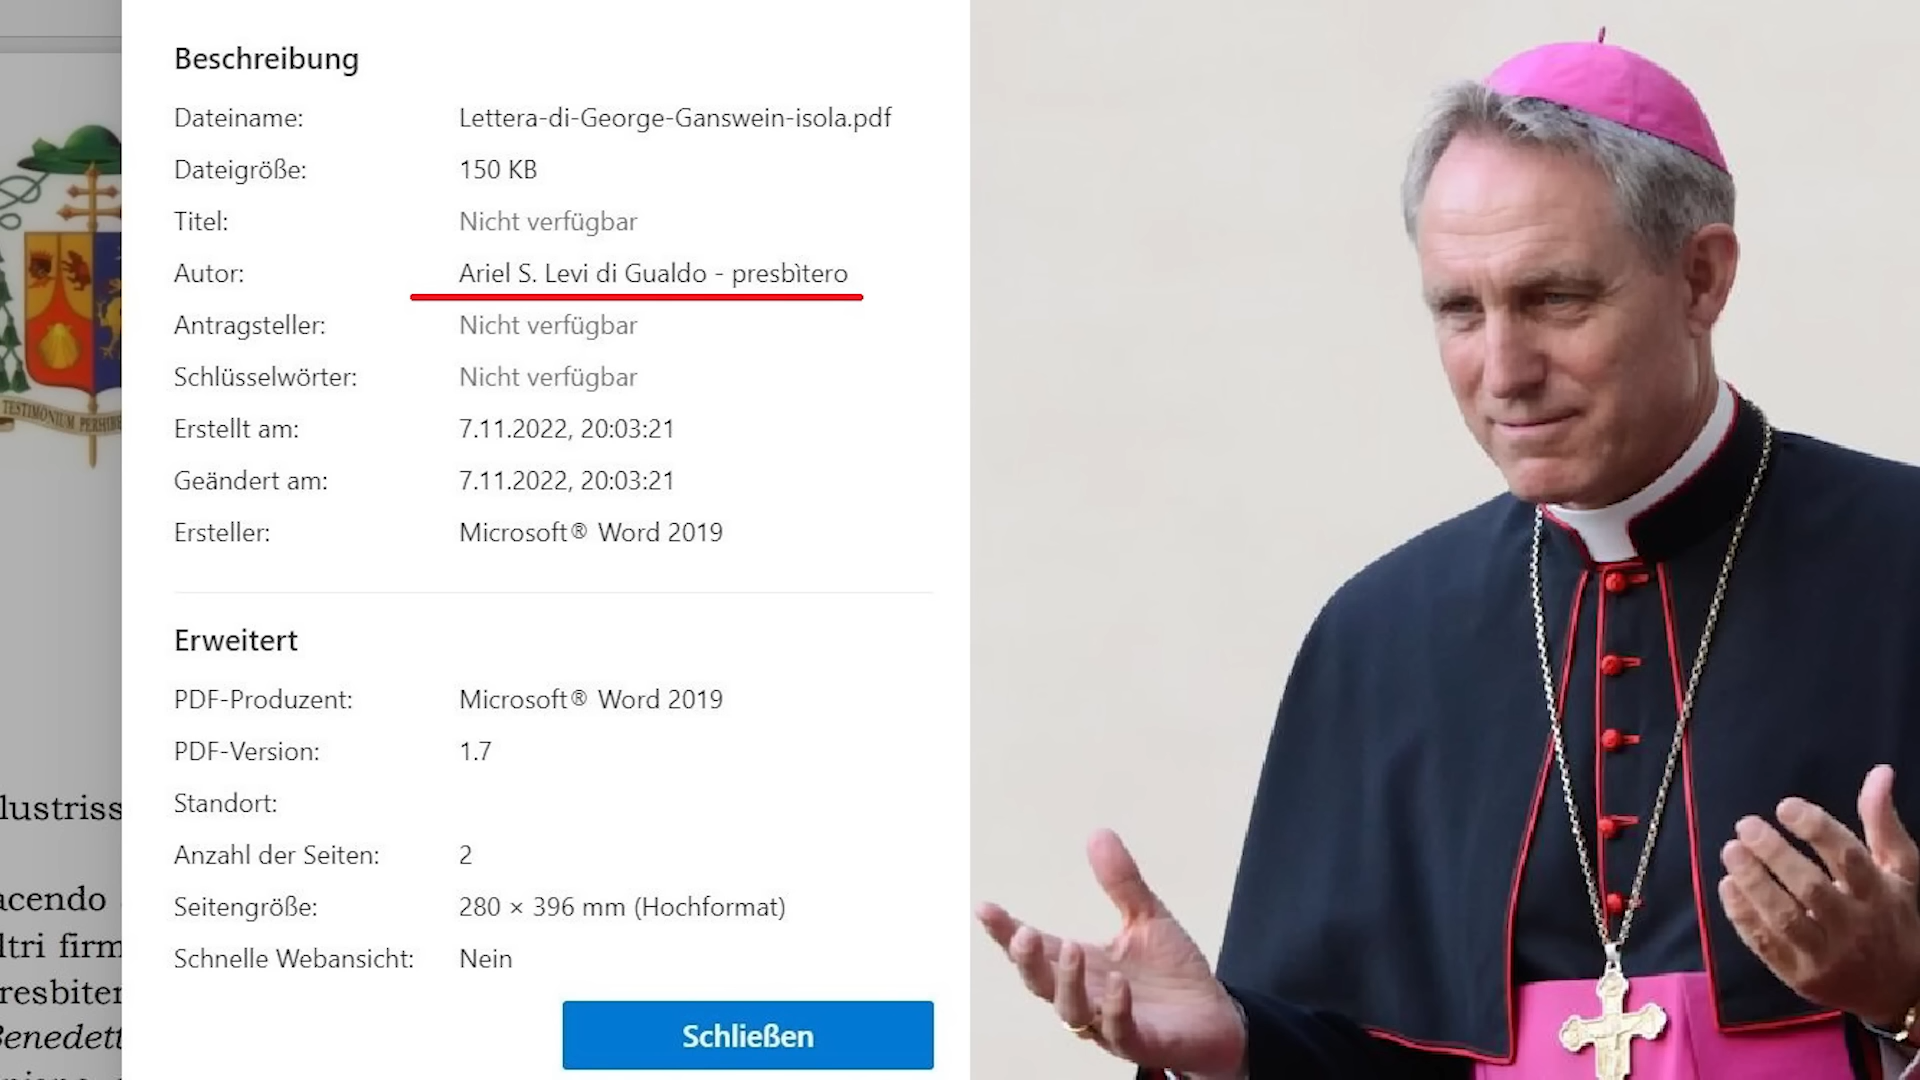 Beschreibung
Dateiname: Lettera-di-George-Ganswein-isola.pdf
Dateigröße: 150 KB
Titel: Nicht verfügbar
Autor: Ariel S. Levi di Gualdo - presbìtero
Antragsteller: Nicht verfügbar
Schlüsselwörter: Nicht verfügbar
Erstellt am: 7.11.2022, 20:03:21
Geändert am: 7.11.2022, 20:03:21
Ersteller: Microsoft® Word 2019
Erweitert
PDF-Produzent: Microsoft® Word 2019
PDF-Version: 1.7
Standort:
Anzahl der Seiten: 2
Seitengröße: 280 × 396 mm (Hochformat)
Schnelle Webansicht: Nein
Schließen
TESTIMONIUM PERHIBE
lustriss
acendo
ltri firm
resbiter
Benedett